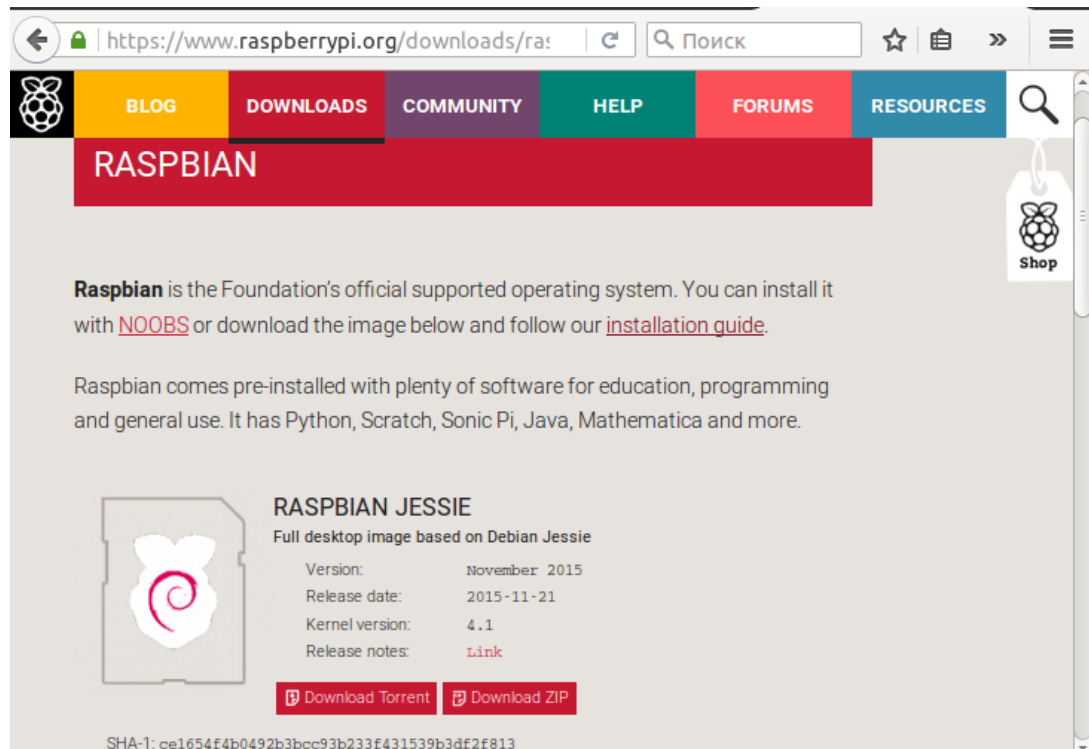 https://www.raspberrypi.org/downloads/ras
Поиск
BLOG DOWNLOADS COMMUNITY HELP FORUMS RESOURCES
RASPBIAN
Shop
Raspbian is the Foundation's official supported operating system. You can install it
with NOOBS or download the image below and follow our installation guide.
Raspbian comes pre-installed with plenty of software for education, programming
and general use. It has Python, Scratch, Sonic Pi, Java, Mathematica and more.
RASPBIAN JESSIE
Full desktop image based on Debian Jessie
Version: November 2015
Release date: 2015-11-21
Kernel version: 4.1
Release notes: Link
Download Torrent Download ZIP
SHA-1: ce1654f4b0492b3bcc93b233f431539b3df2f813